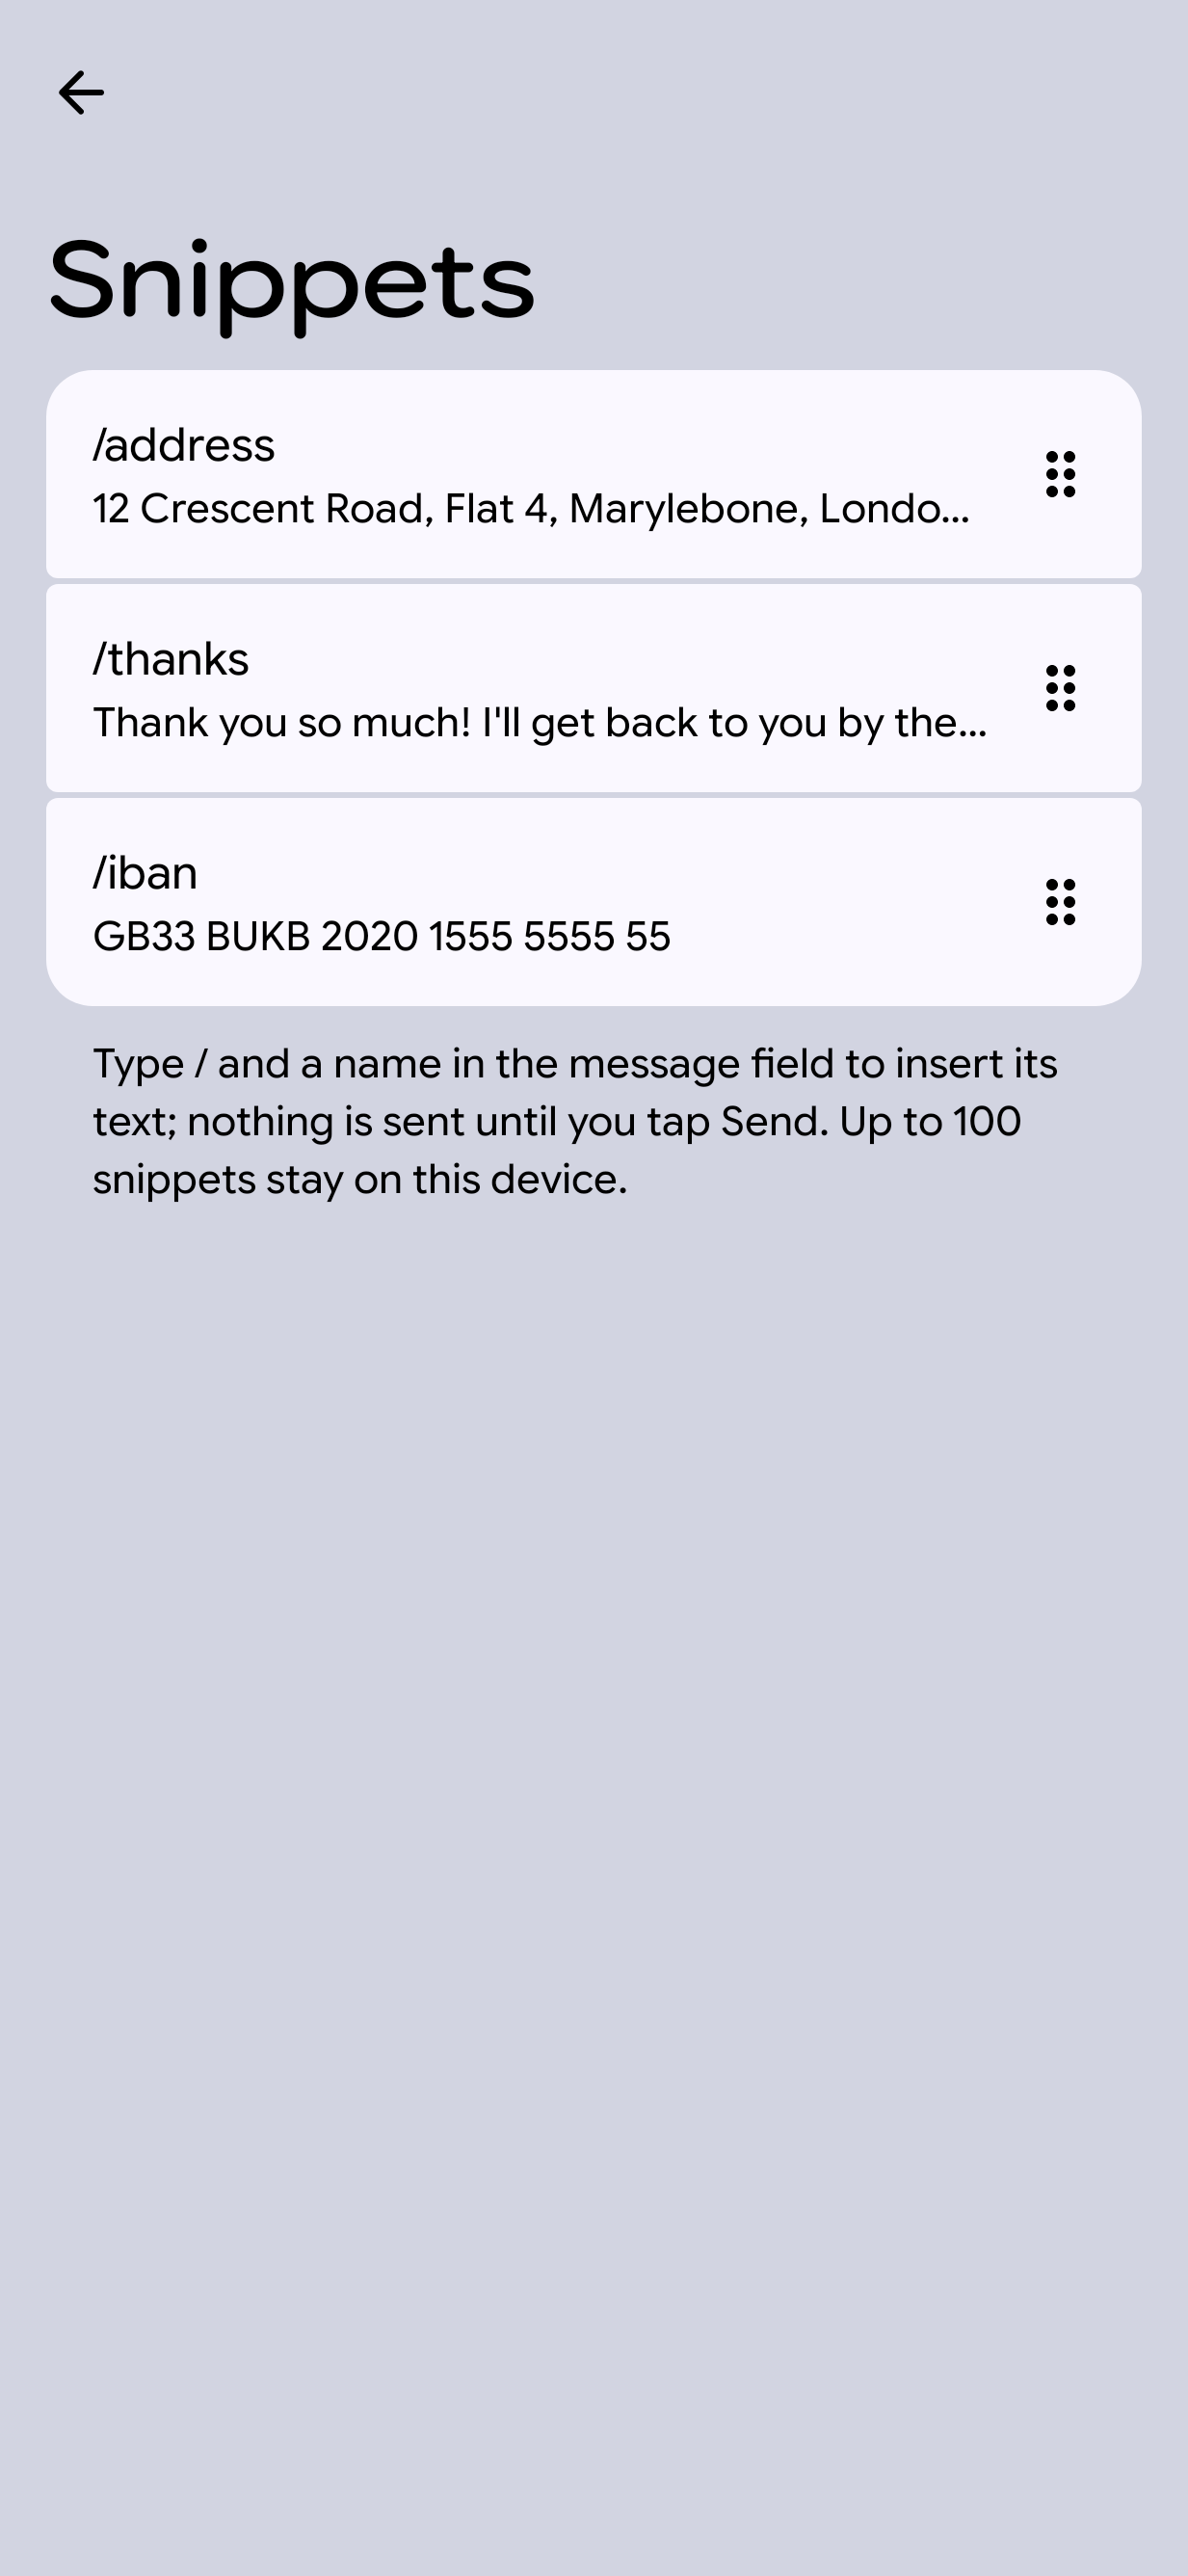 Snippets
/address
12 Crescent Road, Flat 4, Marylebone, Londo...
/thanks
Thank you so much! I'll get back to you by the...
/iban
GB33 BUKB 2020 1555 5555 55
Type / and a name in the message field to insert its
text; nothing is sent until you tap Send. Up to 100
snippets stay on this device.